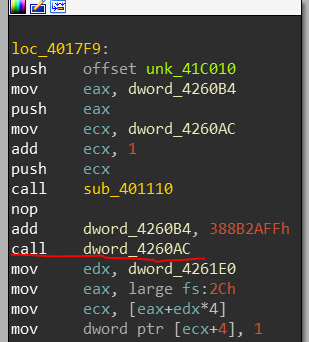 loc_4017F9:
push offset unk_41C010
mov eax, dword_4260B4
push eax
mov ecx, dword_4260AC
add ecx, 1
push ecx
call sub_401110
nop
add dword_4260B4, 388B2AFFh
call dword_4260AC
mov edx, dword_4261E0
mov eax, large fs:2Ch
mov ecx, [eax+edx*4]
mov dword ptr [ecx+4], 1